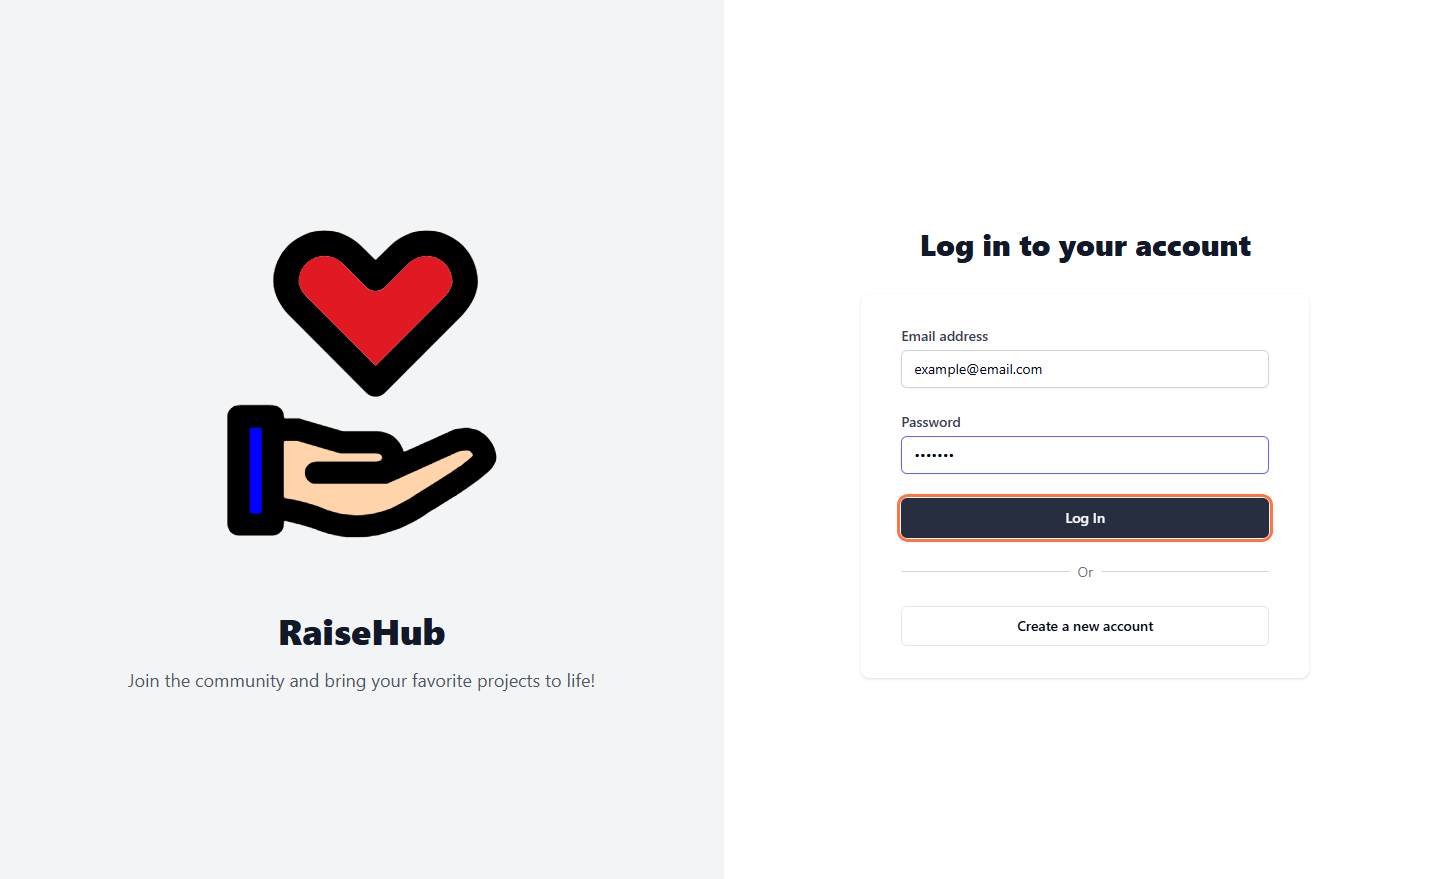 RaiseHub
Join the community and bring your favorite projects to life!
Log in to your account
Email address
example@email.com
Password
•••••••
Log In
Or
Create a new account